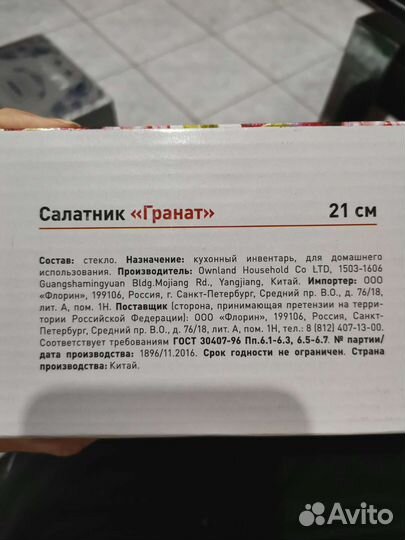 Салатник «Гранат» 21 см
Состав: стекло. Назначение: кухонный инвентарь, для домашнего
использования. Производитель: Ownland Household Co LTD, 1503-1606
Guangshamingyuan Bldg.Mojiang Rd., Yangjiang, Китай. Импортер: ООО
«Флорин», 199106, Россия, г. Санкт-Петербург, Средний пр. В.О., д. 76/18,
лит. А, пом. 1Н. Поставщик (сторона, принимающая претензии на терри-
тории Российской Федерации): ООО «Флорин», 199106, Россия, Санкт-
Петербург, Средний пр. В.О., д. 76/18, лит. А, пом. 1Н, тел.: 8 (812) 407-13-00.
Соответствует требованиям ГОСТ 30407-96 Пп.6.1-6.3, 6.5-6.7. № партии/
дата производства: 1896/11.2016. Срок годности не ограничен. Страна
производства: Китай.
Avito